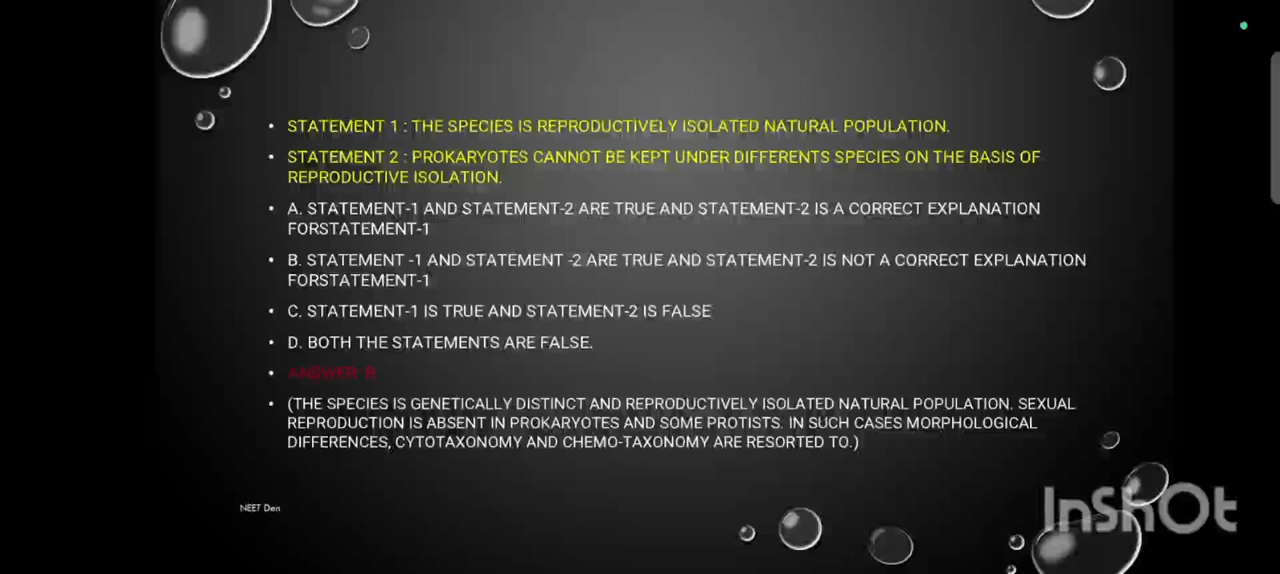 • STATEMENT 1 : THE SPECIES IS REPRODUCTIVELY ISOLATED NATURAL POPULATION.
• STATEMENT 2 : PROKARYOTES CANNOT BE KEPT UNDER DIFFERENTS SPECIES ON THE BASIS OF
REPRODUCTIVE ISOLATION.
• A. STATEMENT-1 AND STATEMENT-2 ARE TRUE AND STATEMENT-2 IS A CORRECT EXPLANATION
FORSTATEMENT-1
• B. STATEMENT -1 AND STATEMENT -2 ARE TRUE AND STATEMENT-2 IS NOT A CORRECT EXPLANATION
FORSTATEMENT-1
• C. STATEMENT-1 IS TRUE AND STATEMENT-2 IS FALSE
• D. BOTH THE STATEMENTS ARE FALSE.
• ANSWER: B
• (THE SPECIES IS GENETICALLY DISTINCT AND REPRODUCTIVELY ISOLATED NATURAL POPULATION. SEXUAL
REPRODUCTION IS ABSENT IN PROKARYOTES AND SOME PROTISTS. IN SUCH CASES MORPHOLOGICAL
DIFFERENCES, CYTOTAXONOMY AND CHEMO-TAXONOMY ARE RESORTED TO.)
NEET Den
InShOt